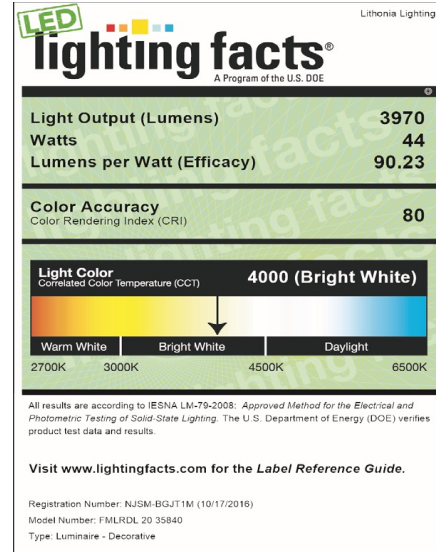 Lithonia Lighting
LED
lighting facts®
A Program of the U.S. DOE
Light Output (Lumens) 3970
Watts 44
Lumens per Watt (Efficacy) 90.23
Color Accuracy
Color Rendering Index (CRI) 80
Light Color
Correlated Color Temperature (CCT) 4000 (Bright White)
Warm White Bright White Daylight
2700K 3000K 4500K 6500K
All results are according to IESNA LM-79-2008: Approved Method for the Electrical and
Photometric Testing of Solid-State Lighting. The U.S. Department of Energy (DOE) verifies
product test data and results.
Visit www.lightingfacts.com for the Label Reference Guide.
Registration Number: NJSM-BGJT1M (10/17/2016)
Model Number: FMLRDL 20 35840
Type: Luminaire - Decorative